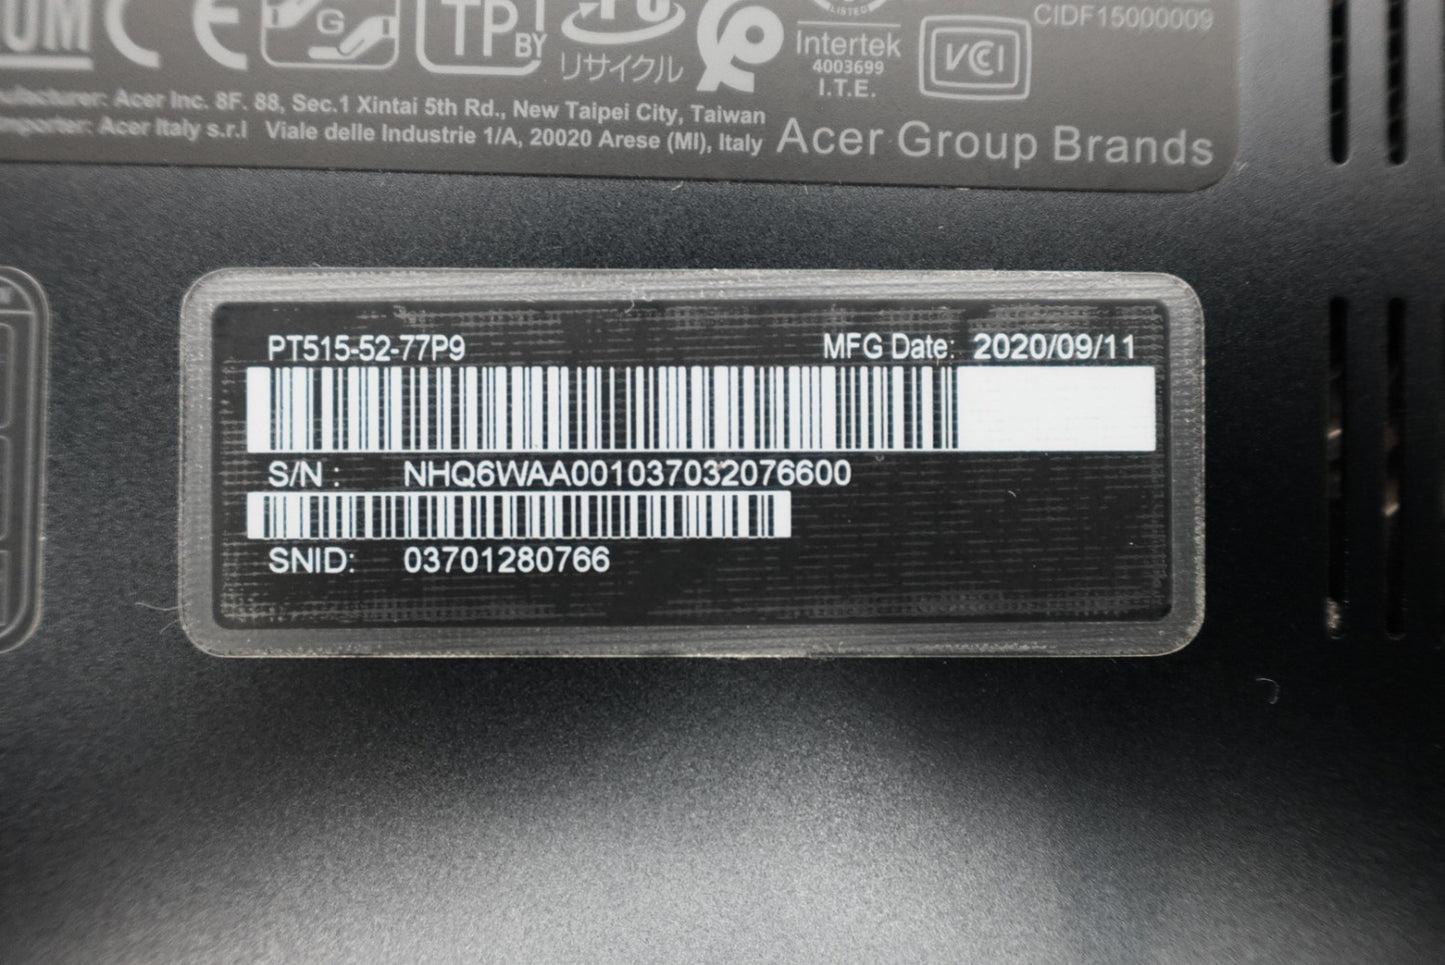 G
TP BY
LISTED
CIDF15000009
リサイクル
Intertek
4003699
I.T.E.
VCCI
Acer Inc. 8F. 88, Sec.1 Xintai 5th Rd., New Taipei City, Taiwan
Acer Italy s.r.l Viale delle Industrie 1/A, 20020 Arese (MI), Italy
Acer Group Brands
PT515-52-77P9 MFG Date: 2020/09/11
S/N : NHQ6WAA001037032076600
SNID: 03701280766